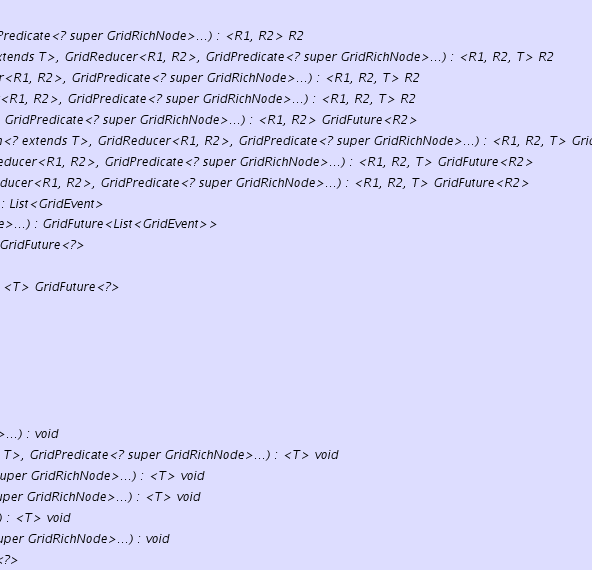 Predicate<? super GridRichNode>...) : <R1, R2> R2
xtends T>, GridReducer<R1, R2>, GridPredicate<? super GridRichNode>...) : <R1, R2, T> R2
r<R1, R2>, GridPredicate<? super GridRichNode>...) : <R1, R2, T> R2
<R1, R2>, GridPredicate<? super GridRichNode>...) : <R1, R2, T> R2
, GridPredicate<? super GridRichNode>...) : <R1, R2> GridFuture<R2>
n<? extends T>, GridReducer<R1, R2>, GridPredicate<? super GridRichNode>...) : <R1, R2, T> Grid
educer<R1, R2>, GridPredicate<? super GridRichNode>...) : <R1, R2, T> GridFuture<R2>
ducer<R1, R2>, GridPredicate<? super GridRichNode>...) : <R1, R2, T> GridFuture<R2>
: List<GridEvent>
e>...) : GridFuture<List<GridEvent>>
GridFuture<?>
<T> GridFuture<?>
>...) : void
T>, GridPredicate<? super GridRichNode>...) : <T> void
super GridRichNode>...) : <T> void
uper GridRichNode>...) : <T> void
) : <T> void
super GridRichNode>...) : void
<?>